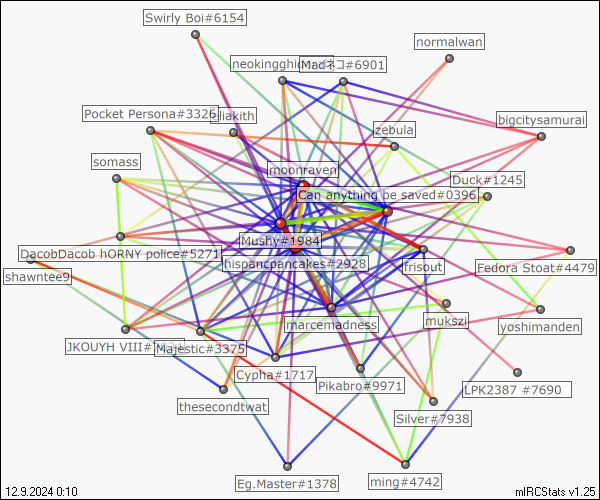 Swirly Boi#6154
normalwan
Madネコ#6901
Pocket Persona#3326
bigcitysamurai
zebula
somass
moonraven
Duck#1245
Can anything be saved#0396
Mushy#1984
DacobDacob hORNY police#5271
hispancpancakes#2928
frisout
Fedora Stoat#4479
shawntee9
marcemadness
mukszi
yoshimanden
JKOUYH VIII#
Majestic#3375
Cypha#1717
Pikabro#9971
LPK2387 #7690
thesecondtwat
Silver#7938
Eg.Master#1378
ming#4742
12.9.2024 0:10
mIRCStats v1.25